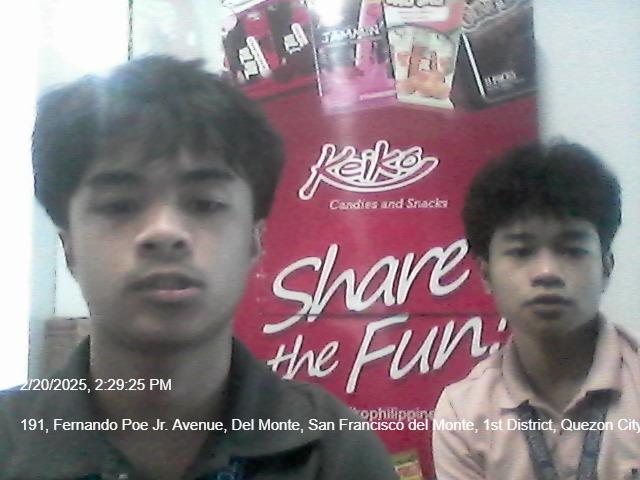 Keiko
Candies and Snacks
Share
the Fun!
2/20/2025, 2:29:25 PM
191, Fernando Poe Jr. Avenue, Del Monte, San Francisco del Monte, 1st District, Quezon City